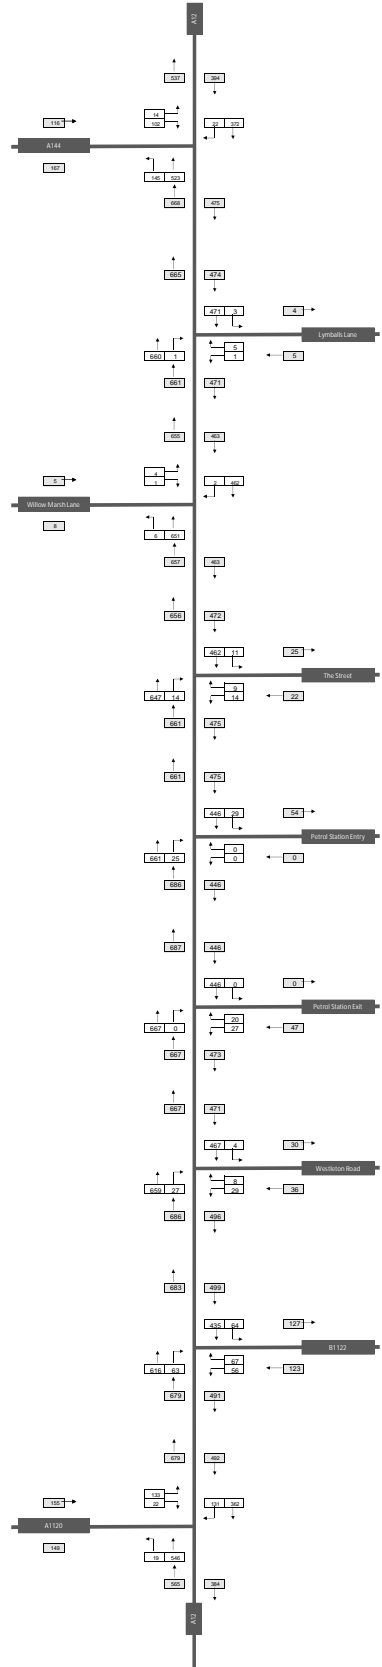 A12
537 394
14
116 102 22 372
A144
167 145 523
668 475
665 474
471 3 4
Lymballs Lane
5
660 1 1 5
661 471
655 463
4
5 1 2 462
Willow Marsh Lane
8 6 651
657 463
656 472
462 11 25
The Street
9
647 14 14 22
661 475
661 475
446 29 54
Petrol Station Entry
0
661 25 0 0
686 446
687 446
446 0 0
Petrol Station Exit
20
667 0 27 47
667 473
667 471
467 4 30
Westleton Road
8
659 27 29 36
686 496
683 499
435 64 127
B1122
67
616 63 56 123
679 491
679 492
133
155 22 131 362
A1120
149 19 546
565 384
A12